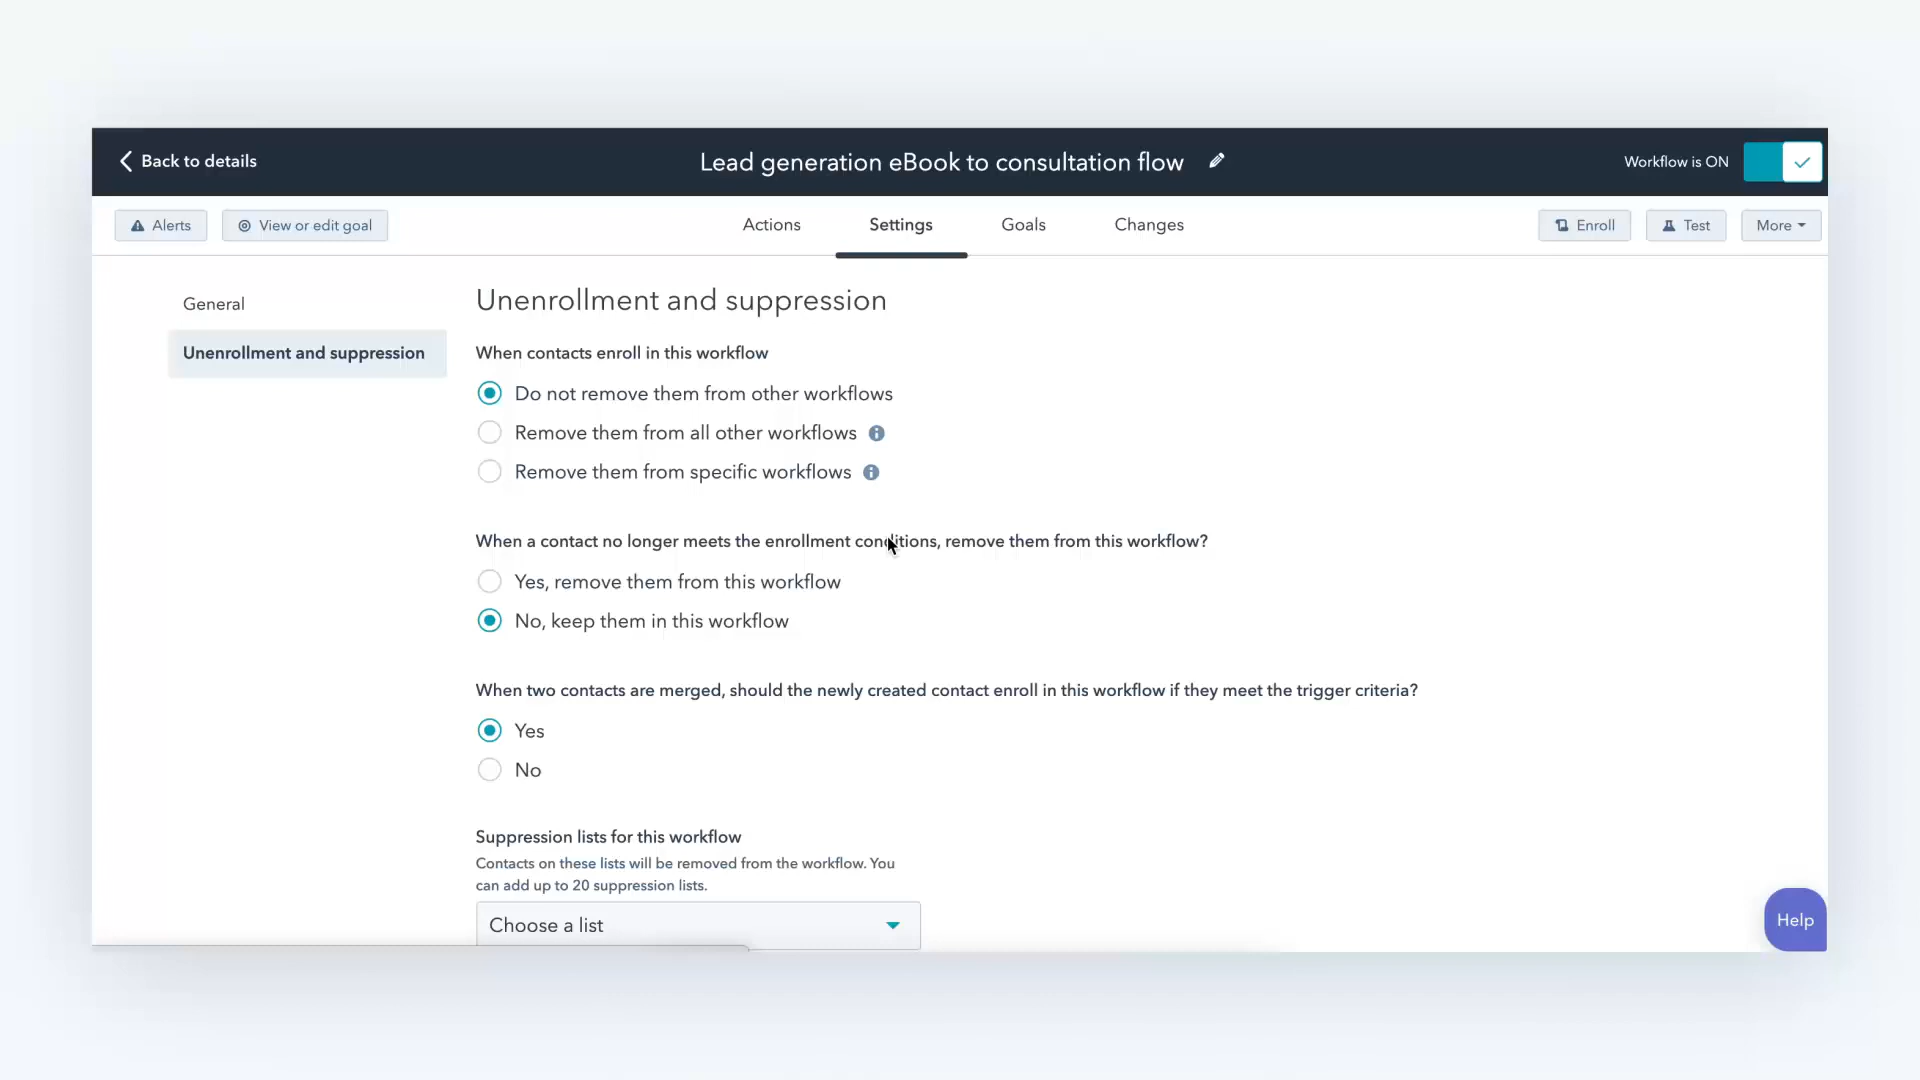 Back to details
Lead generation eBook to consultation flow
Workflow is ON
Alerts
View or edit goal
Actions
Settings
Goals
Changes
Enroll
Test
More
General
Unenrollment and suppression
Unenrollment and suppression
When contacts enroll in this workflow
Do not remove them from other workflows
Remove them from all other workflows
Remove them from specific workflows
When a contact no longer meets the enrollment conditions, remove them from this workflow?
Yes, remove them from this workflow
No, keep them in this workflow
When two contacts are merged, should the newly created contact enroll in this workflow if they meet the trigger criteria?
Yes
No
Suppression lists for this workflow
Contacts on these lists will be removed from the workflow. You
can add up to 20 suppression lists.
Choose a list
Help